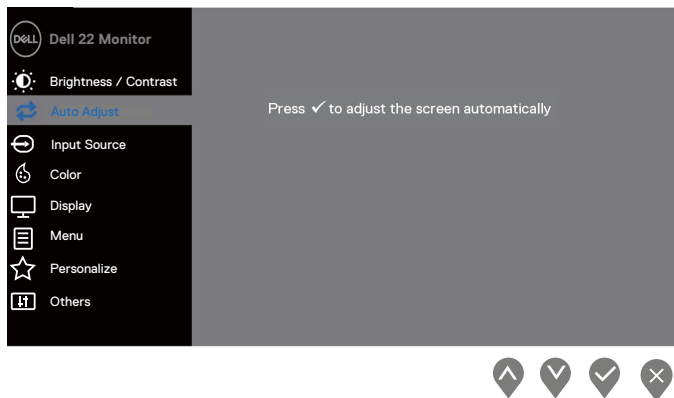 DELL Dell 22 Monitor
Brightness / Contrast
Auto Adjust
Press ✓ to adjust the screen automatically
Input Source
Color
Display
Menu
Personalize
Others